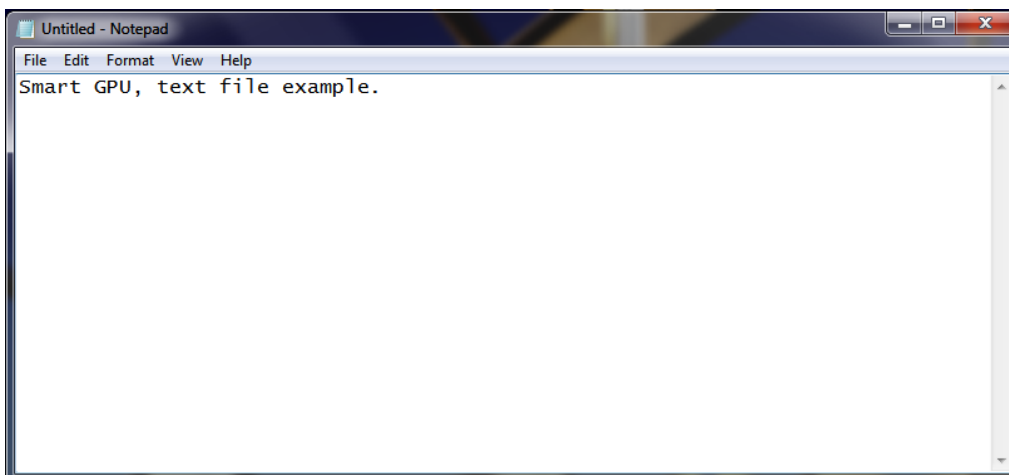 Untitled - Notepad
File Edit Format View Help
Smart GPU, text file example.